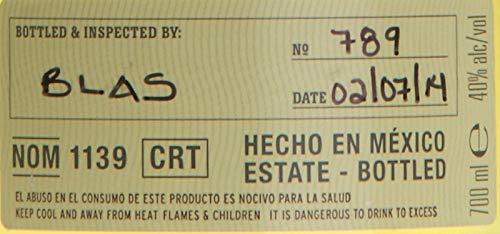 BOTTLED & INSPECTED BY:
BLAS
Nº 789
DATE 02/07/14
NOM 1139 CRT
HECHO EN MÉXICO
ESTATE - BOTTLED
EL ABUSO EN EL CONSUMO DE ESTE PRODUCTO ES NOCIVO PARA LA SALUD
KEEP COOL AND AWAY FROM HEAT FLAMES & CHILDREN IT IS DANGEROUS TO DRINK TO EXCESS
700 ml e 40% alc/vol